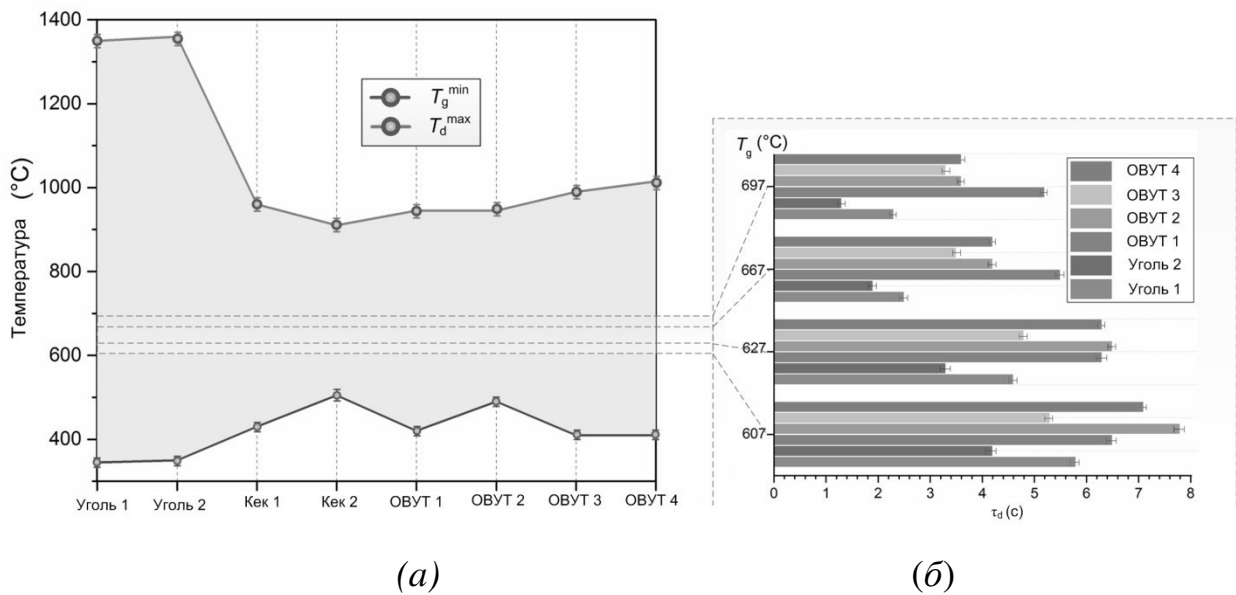 1400
1200
1000
800
600
400
Температура (°C)
T_g^min
T_d^max
Уголь 1 Уголь 2 Кек 1 Кек 2 ОВУТ 1 ОВУТ 2 ОВУТ 3 ОВУТ 4
T_g (°C)
697
667
627
607
ОВУТ 4
ОВУТ 3
ОВУТ 2
ОВУТ 1
Уголь 2
Уголь 1
0 1 2 3 4 5 6 7 8
τ_d (с)
(а) (б)